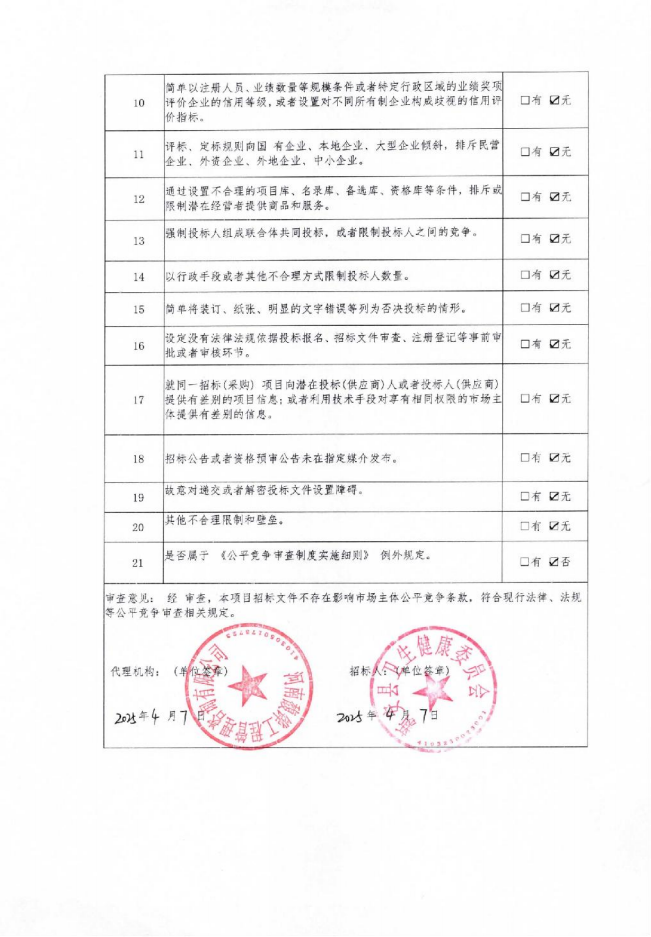 10
简单以注册人员、业绩数量等规模条件或者特定行政区域的业绩奖项
评价企业的信用等级，或者设置对不同所有制企业构成歧视的信用评
价指标。
□有 ☑无
11
评标、定标规则向国 有企业、本地企业、大型企业倾斜，排斥民营
企业、外资企业、外地企业、中小企业。
□有 ☑无
12
通过设置不合理的项目库、名录库、备选库、资格库等条件，排斥或
限制潜在经营者提供商品和服务。
□有 ☑无
13
强制投标人组成联合体共同投标，或者限制投标人之间的竞争。
□有 ☑无
14
以行政手段或者其他不合理方式限制投标人数量。
□有 ☑无
15
简单将装订、纸张、明显的文字错误等列为否决投标的情形。
□有 ☑无
16
设定没有法律法规依据投标报名、招标文件审查、注册登记等事前审
批或者审核环节。
□有 ☑无
17
就同一招标(采购) 项目向潜在投标(供应商)人或者投标人(供应商)
提供有差别的项目信息;或者利用技术手段对享有相同权限的市场主
体提供有差别的信息。
□有 ☑无
18
招标公告或者资格预审公告未在指定媒介发布。
□有 ☑无
19
故意对递交或者解密投标文件设置障碍。
□有 ☑无
20
其他不合理限制和壁垒。
□有 ☑无
21
是否属于 《公平竞争审查制度实施细则》 例外规定。
□有 ☑否
审查意见： 经 审查，本项目招标文件不存在影响市场主体公平竞争条款，符合现行法律、法规
等公平竞争审查相关规定。
代理机构： （单位签章）
招标人：（单位签章）
工程管理咨询有限公司
县卫生健康委员会
2025年4月7日
2025年4月7日